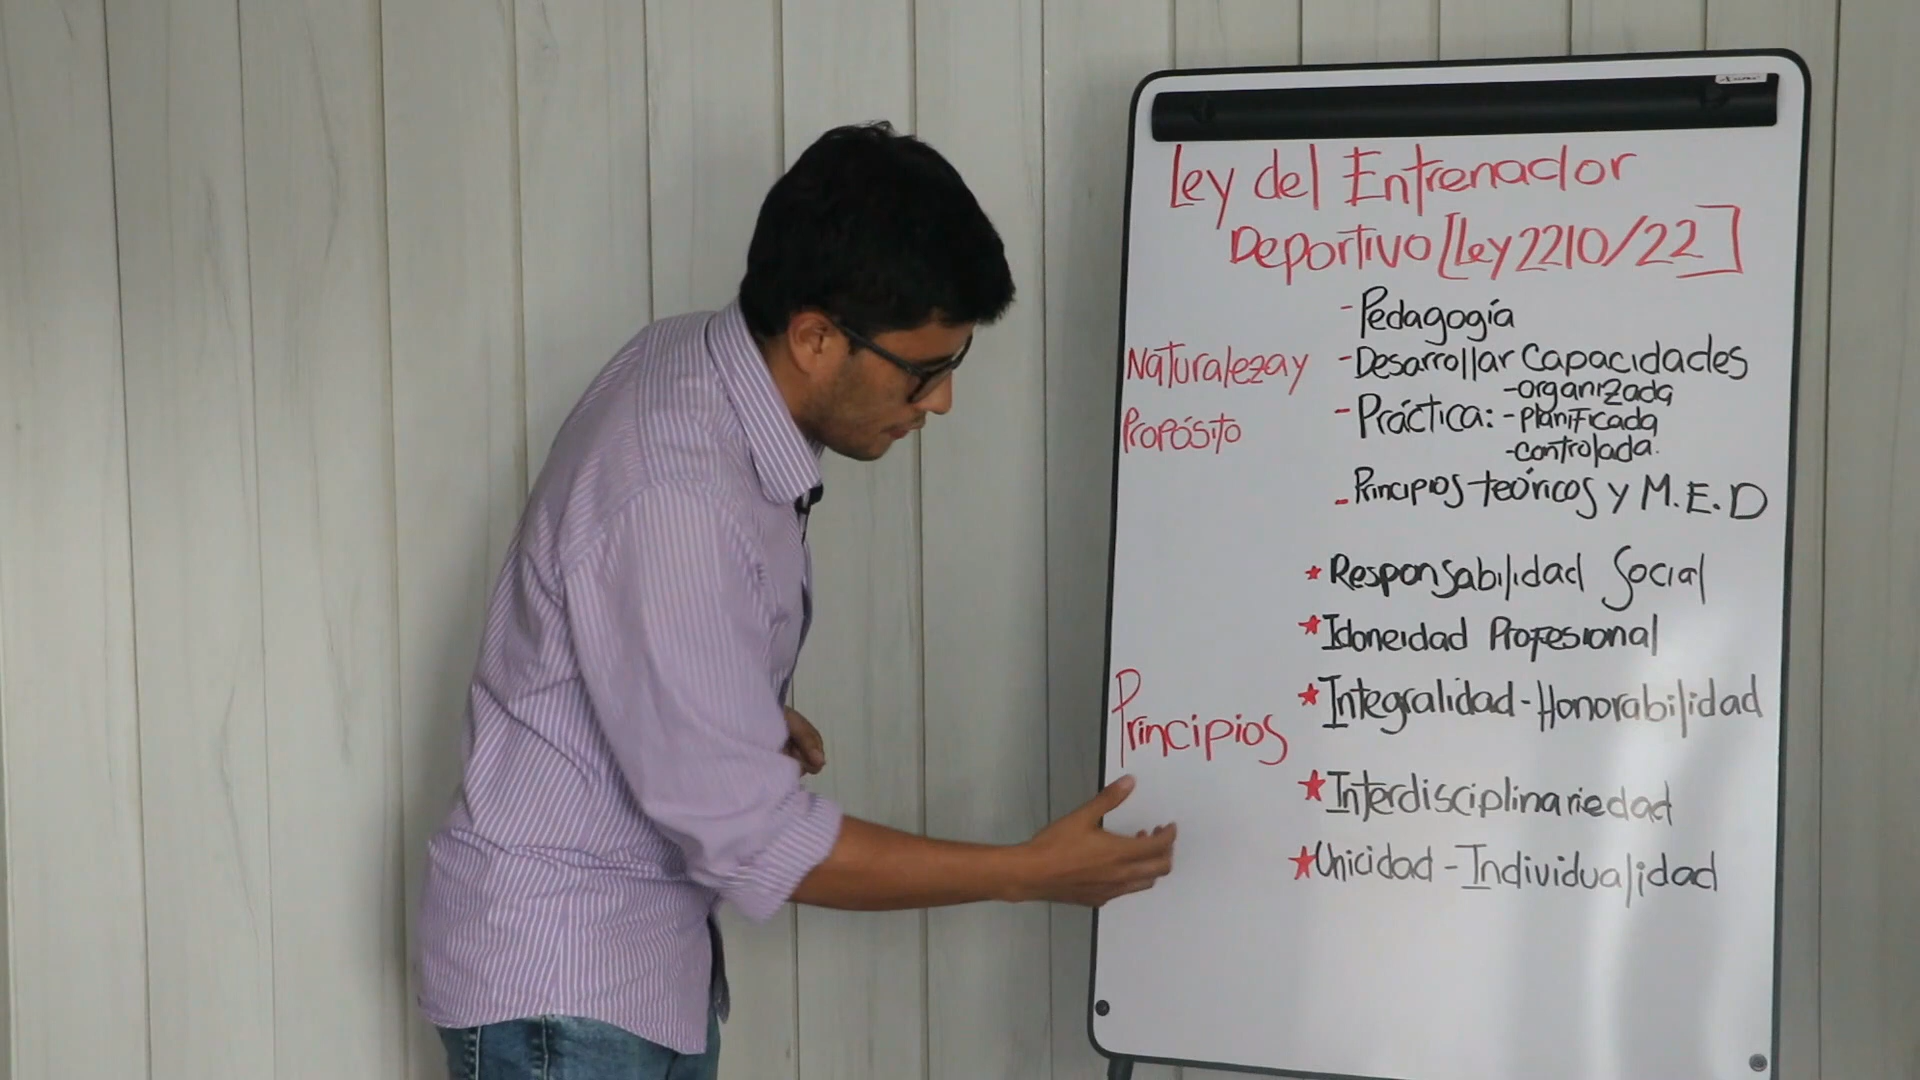 Ley del Entrenador
Deportivo [Ley 2210/22]
Naturaleza y
Propósito
- Pedagogía
- Desarrollar Capacidades
- Práctica: - organizada
- planificada
- controlada.
- Principios teóricos y M.E.D
Principios
★ Responsabilidad Social
★ Idoneidad Profesional
★ Integralidad - Honorabilidad
★ Interdisciplinariedad
★ Unicidad - Individualidad